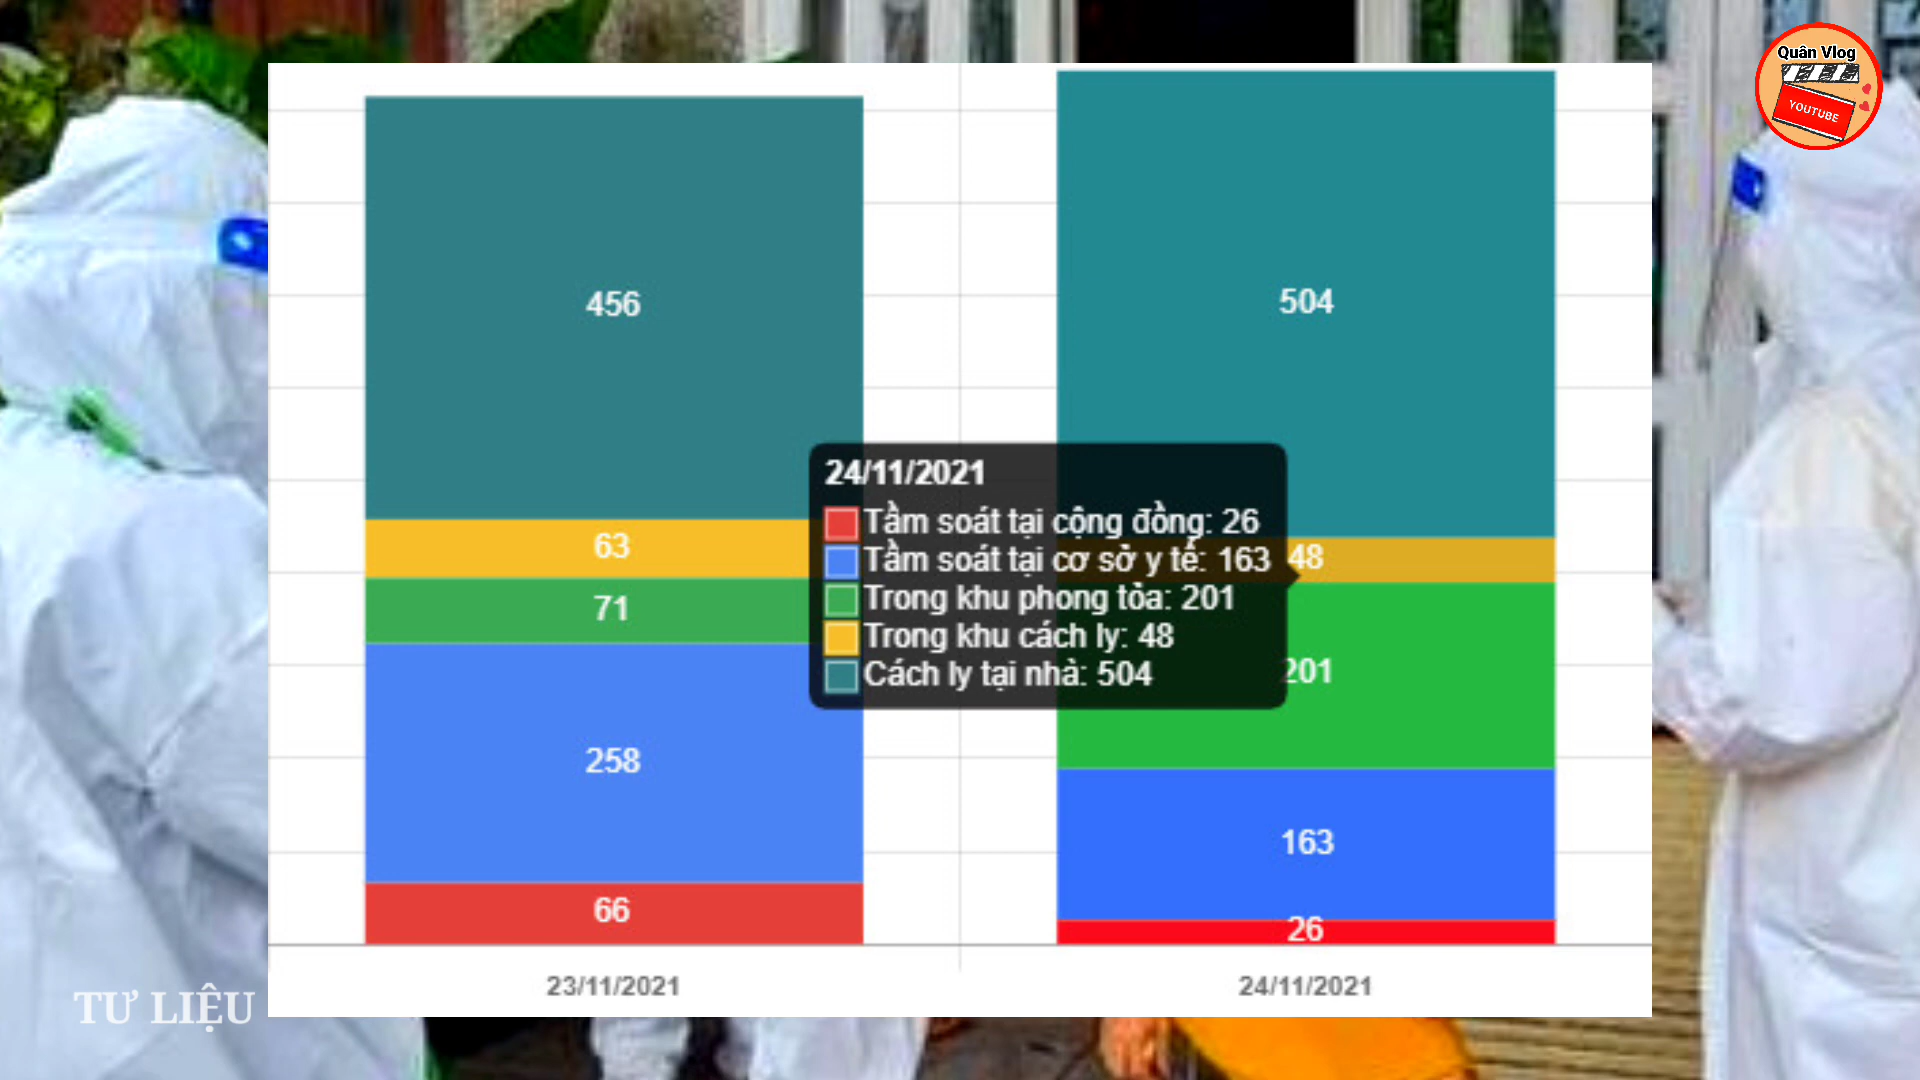 Quân Vlog
YOUTUBE
456
504
24/11/2021
Tầm soát tại cộng đồng: 26
Tầm soát tại cơ sở y tế: 163
Trong khu phong tỏa: 201
Trong khu cách ly: 48
Cách ly tại nhà: 504
63
48
71
201
258
163
66
26
23/11/2021
24/11/2021
TƯ LIỆU